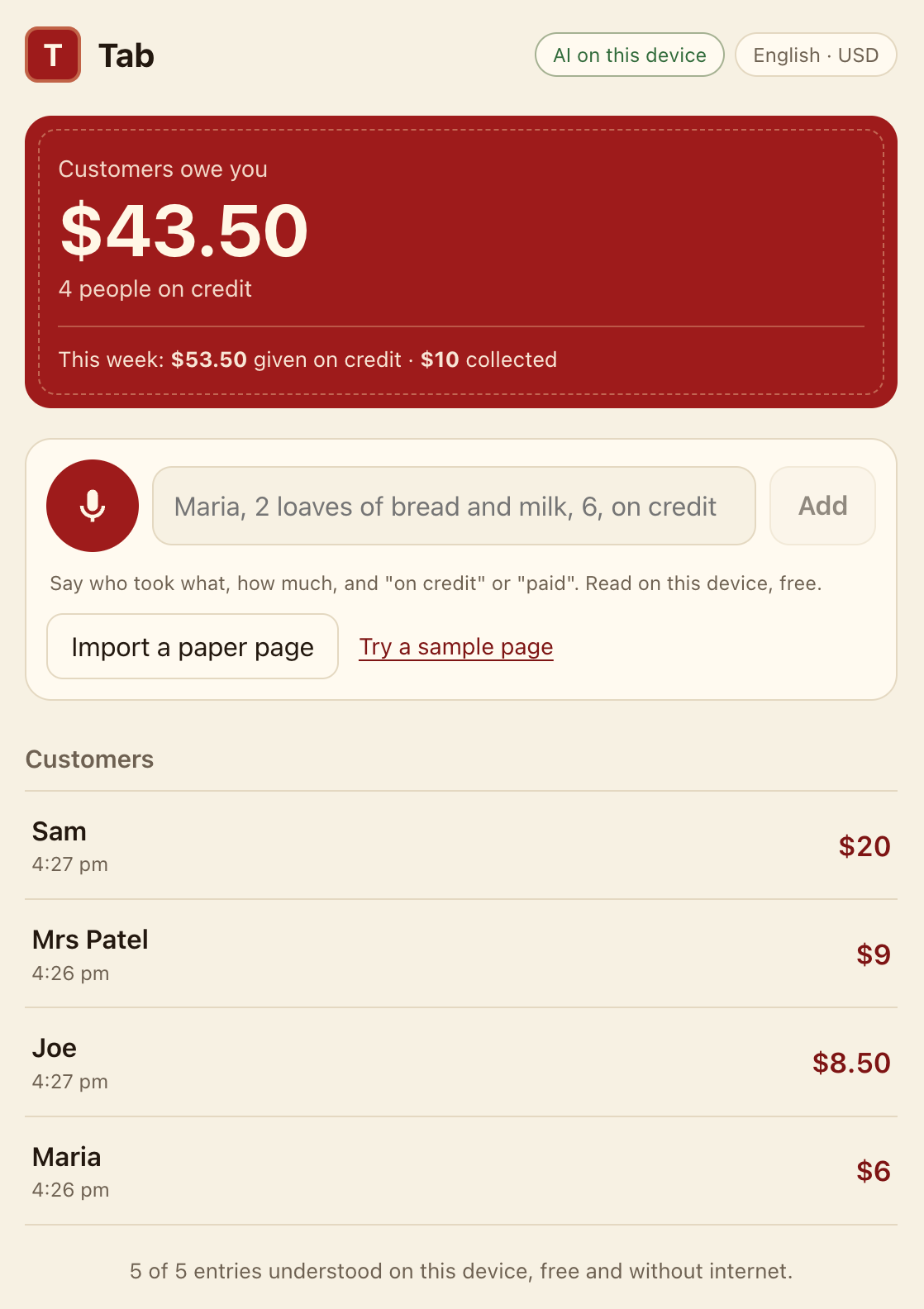 T
Tab
AI on this device
English · USD
Customers owe you
$43.50
4 people on credit
This week: $53.50 given on credit · $10 collected
Maria, 2 loaves of bread and milk, 6, on credit
Add
Say who took what, how much, and "on credit" or "paid". Read on this device, free.
Import a paper page
Try a sample page
Customers
Sam
4:27 pm
$20
Mrs Patel
4:26 pm
$9
Joe
4:27 pm
$8.50
Maria
4:26 pm
$6
5 of 5 entries understood on this device, free and without internet.